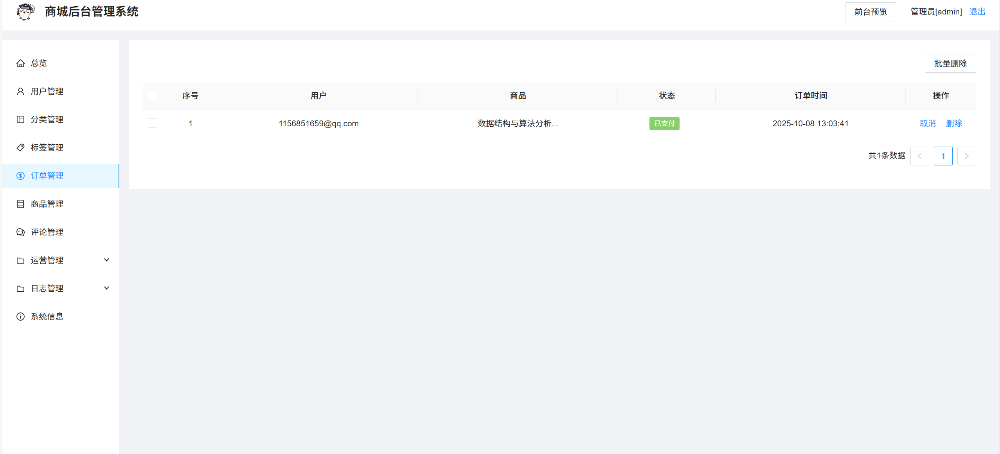 商城后台管理系统
前台预览 管理员[admin] 退出
总览
用户管理
分类管理
标签管理
订单管理
商品管理
评论管理
运营管理
日志管理
系统信息
批量删除
序号 用户 商品 状态 订单时间 操作
1 1156851659@qq.com 数据结构与算法分析... 已支付 2025-10-08 13:03:41 取消 删除
共1条数据 < 1 >